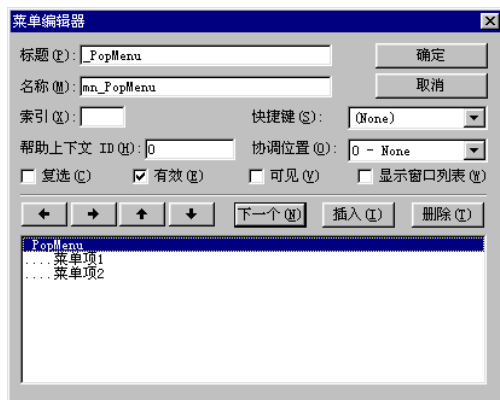 菜单编辑器
标题(P): _PopMenu 确定
名称(M): mn_PopMenu 取消
索引(X): 快捷键(S): (None)
帮助上下文 ID(H): 0 协调位置(O): 0 - None
复选(C) 有效(E) 可见(V) 显示窗口列表(W)
下一个(N) 插入(I) 删除(T)
_PopMenu
....菜单项1
....菜单项2